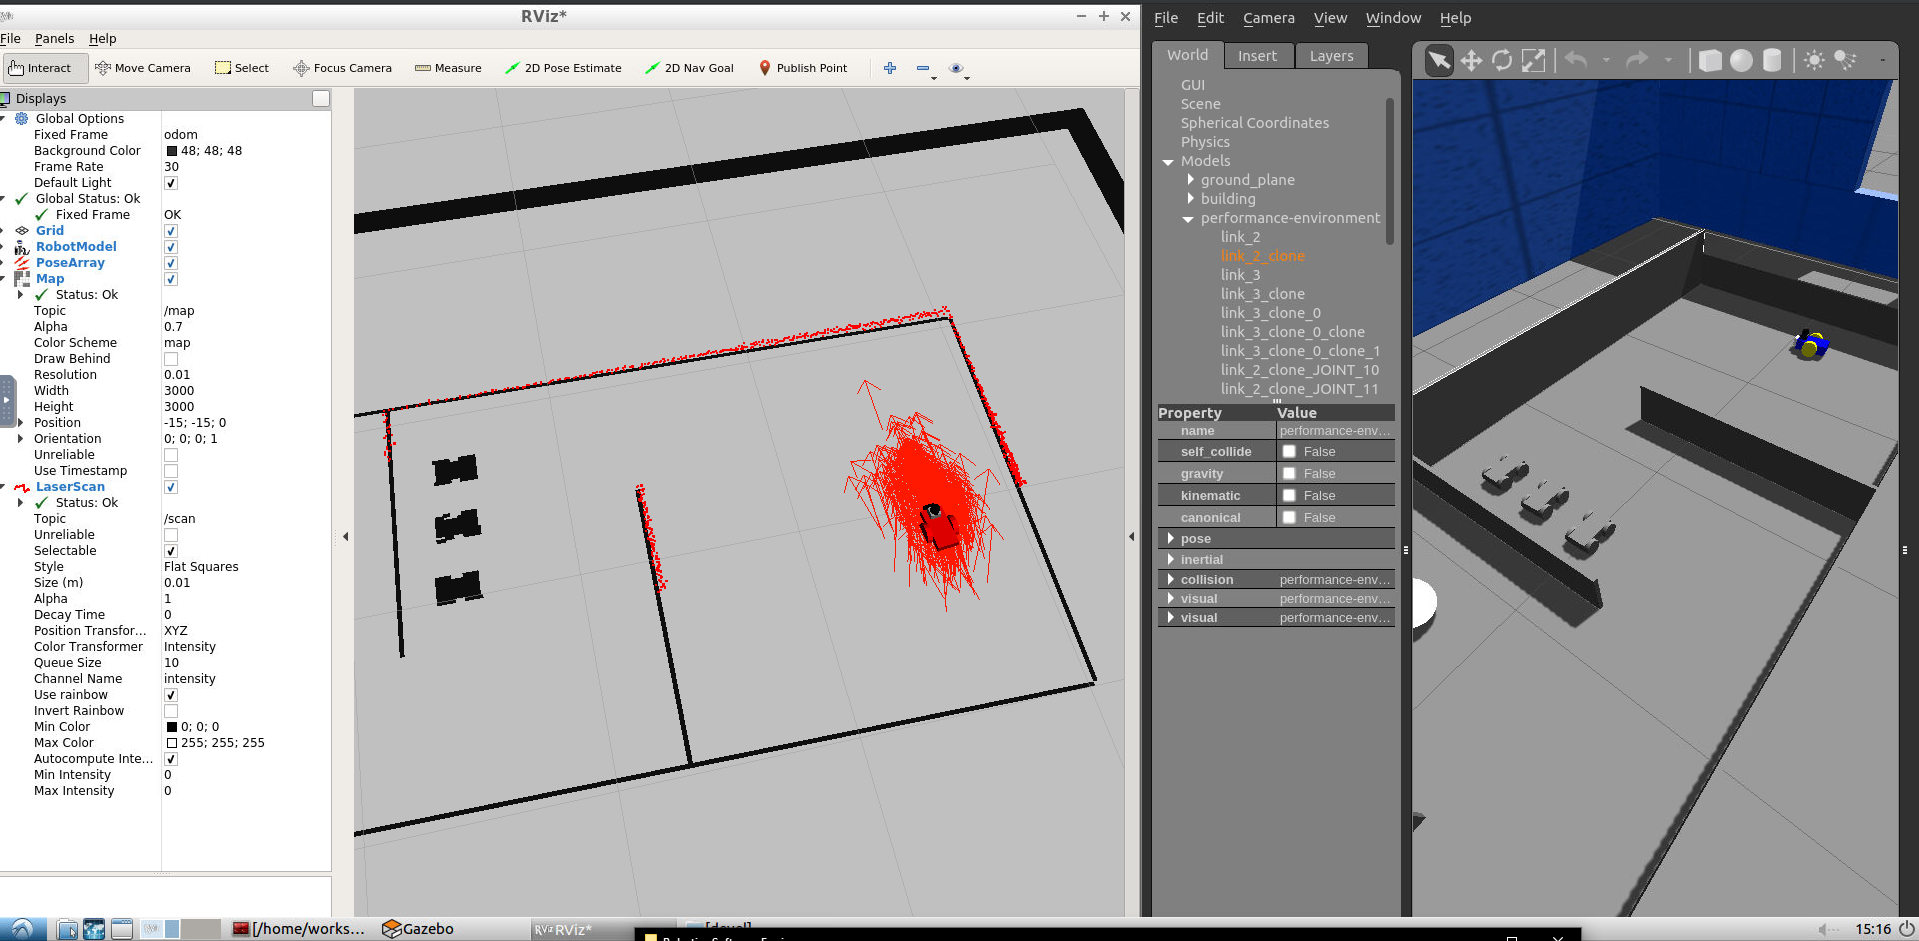 RViz*
File Panels Help
Interact Move Camera Select Focus Camera Measure 2D Pose Estimate 2D Nav Goal Publish Point
Displays
Global Options
Fixed Frame odom
Background Color 48; 48; 48
Frame Rate 30
Default Light
Global Status: Ok
Fixed Frame OK
Grid
RobotModel
PoseArray
Map
Status: Ok
Topic /map
Alpha 0.7
Color Scheme map
Draw Behind
Resolution 0.01
Width 3000
Height 3000
Position -15; -15; 0
Orientation 0; 0; 0; 1
Unreliable
Use Timestamp
LaserScan
Status: Ok
Topic /scan
Unreliable
Selectable
Style Flat Squares
Size (m) 0.01
Alpha 1
Decay Time 0
Position Transfor... XYZ
Color Transformer Intensity
Queue Size 10
Channel Name intensity
Use rainbow
Invert Rainbow
Min Color 0; 0; 0
Max Color 255; 255; 255
Autocompute Inte...
Min Intensity 0
Max Intensity 0
File Edit Camera View Window Help
World Insert Layers
GUI
Scene
Spherical Coordinates
Physics
Models
ground_plane
building
performance-environment
link_2
link_2_clone
link_3
link_3_clone
link_3_clone_0
link_3_clone_0_clone
link_3_clone_0_clone_1
link_2_clone_JOINT_10
link_2_clone_JOINT_11
Property Value
name performance-env...
self_collide False
gravity False
kinematic False
canonical False
pose
inertial
collision performance-env...
visual performance-env...
visual performance-env...
[/home/works... Gazebo RViz RViz* 15:16